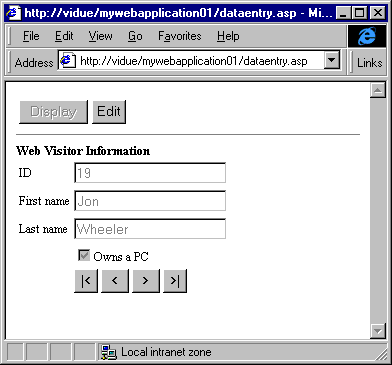 http://vidue/mywebapplication01/dataentry.asp - Mi...
File Edit View Go Favorites Help
Address http://vidue/mywebapplication01/dataentry.asp Links
Display Edit
Web Visitor Information
ID 19
First name Jon
Last name Wheeler
Owns a PC
|< < > >|
Local intranet zone